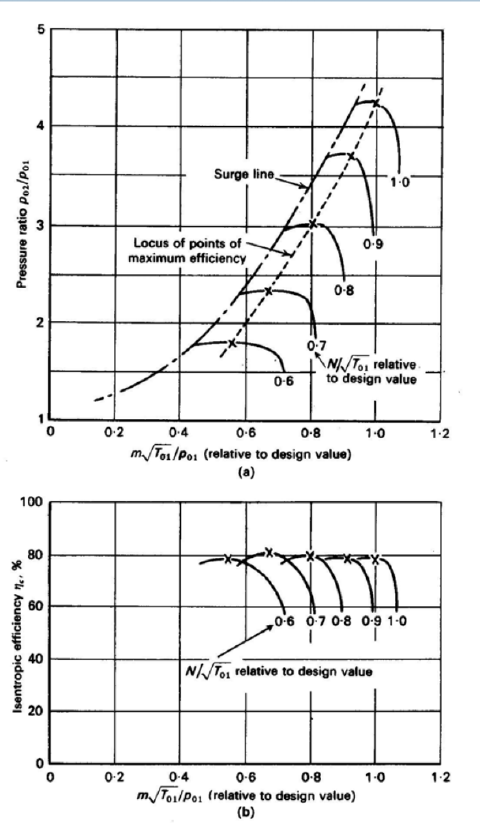 5
4
3
2
1
Pressure ratio p₀₂/p₀₁
Surge line
Locus of points of
maximum efficiency
1·0
0·9
0·8
0·7
0·6
N/√T₀₁ relative
to design value
0
0·2
0·4
0·6
0·8
1·0
1·2
m√T₀₁/p₀₁ (relative to design value)
(a)
100
80
60
40
20
0
Isentropic efficiency η_c, %
0·6
0·7
0·8
0·9
1·0
N/√T₀₁ relative to design value
0
0·2
0·4
0·6
0·8
1·0
1·2
m√T₀₁/p₀₁ (relative to design value)
(b)